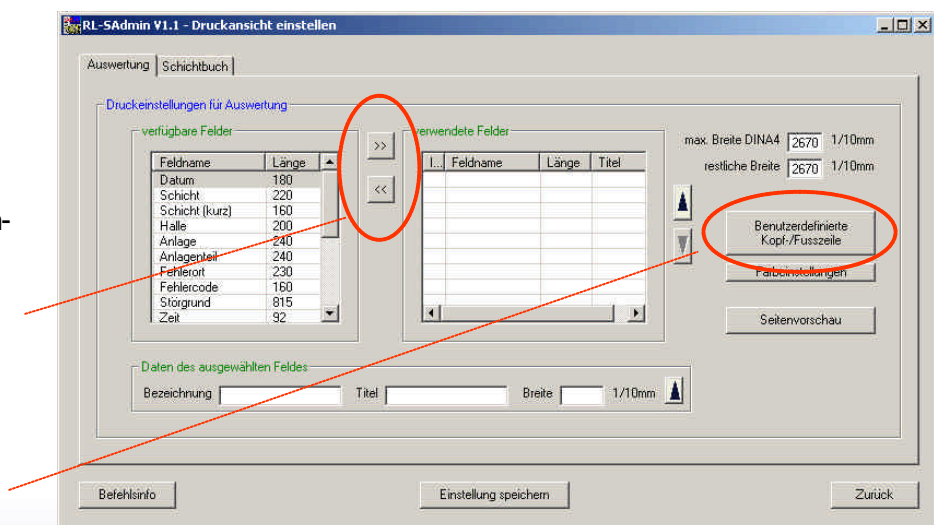 RL-SAdmin V1.1 - Druckansicht einstellen
Auswertung Schichtbuch
Druckeinstellungen für Auswertung
verfügbare Felder
Feldname Länge
Datum 180
Schicht 220
Schicht (kurz) 160
Halle 200
Anlage 240
Anlagenteil 240
Fehlerort 230
Fehlercode 160
Störgrund 815
Zeit 92
>>
<<
verwendete Felder
I... Feldname Länge Titel
max. Breite DINA4 2670 1/10mm
restliche Breite 2670 1/10mm
Benutzerdefinierte
Kopf-/Fusszeile
Farbeinstellungen
Seitenvorschau
Daten des ausgewählten Feldes
Bezeichnung Titel Breite 1/10mm
Befehlsinfo Einstellung speichern Zurück